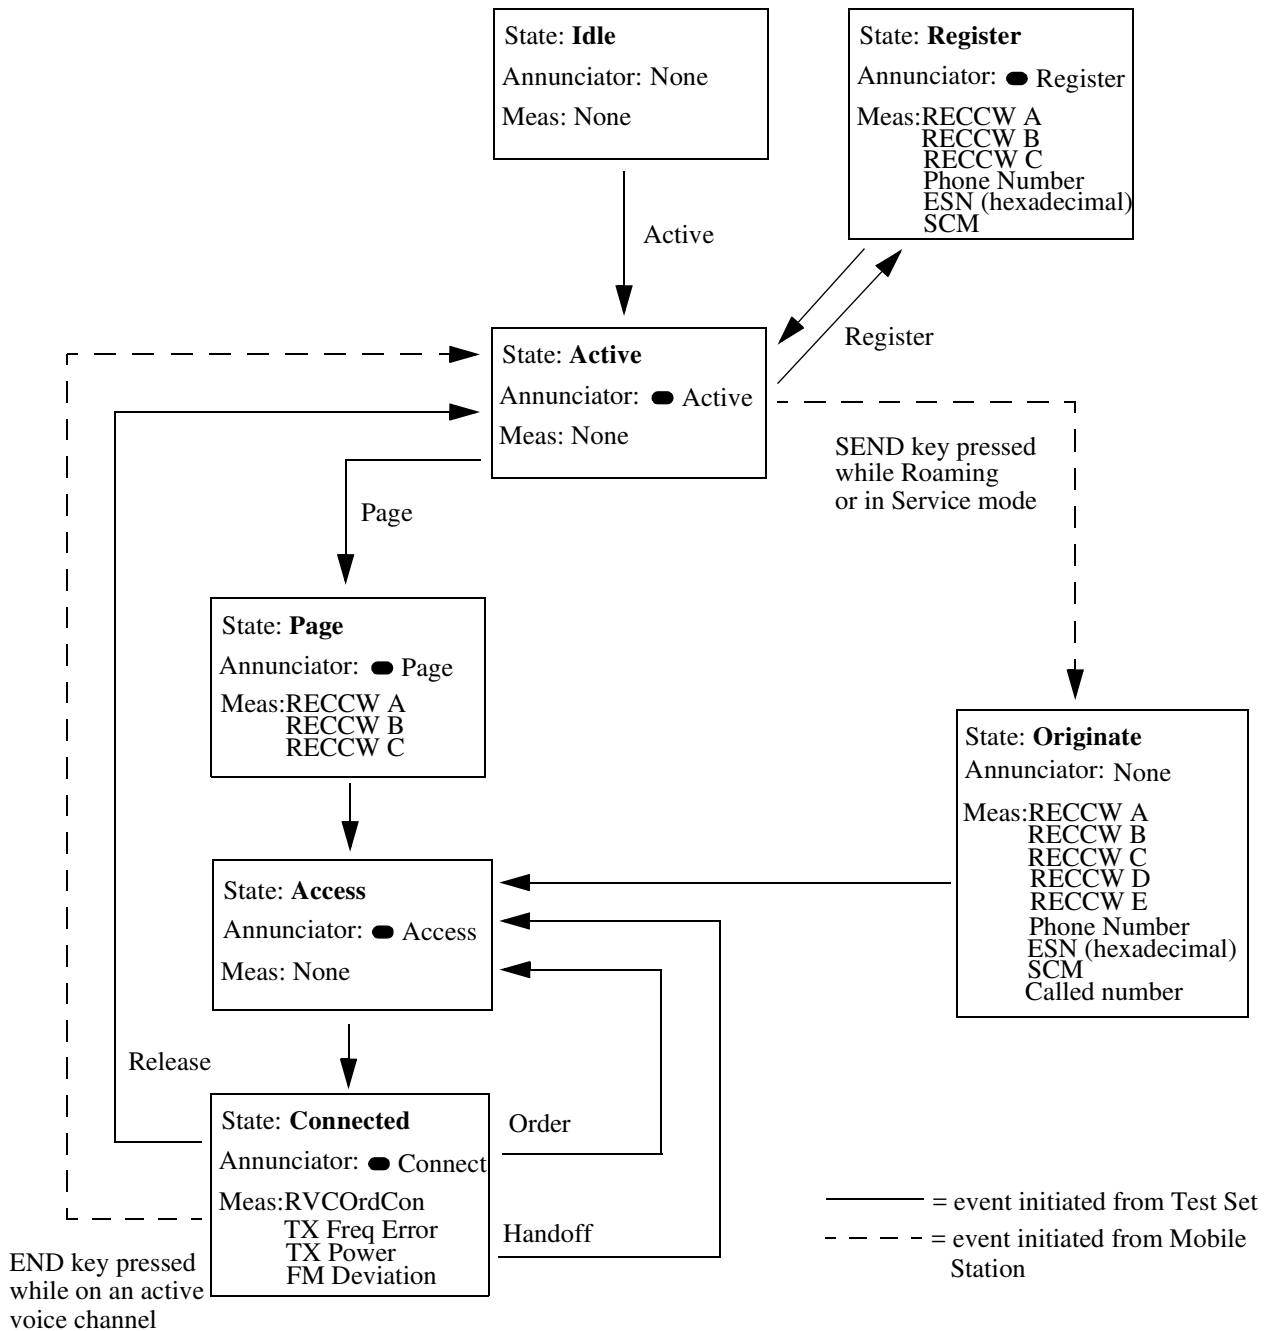 State: Idle
Annunciator: None
Meas: None
State: Register
Annunciator: Register
Meas:RECCW A
RECCW B
RECCW C
Phone Number
ESN (hexadecimal)
SCM
Active
Register
State: Active
Annunciator: Active
Meas: None
SEND key pressed
while Roaming
or in Service mode
Page
State: Page
Annunciator: Page
Meas:RECCW A
RECCW B
RECCW C
State: Originate
Annunciator: None
Meas:RECCW A
RECCW B
RECCW C
RECCW D
RECCW E
Phone Number
ESN (hexadecimal)
SCM
Called number
State: Access
Annunciator: Access
Meas: None
Release
State: Connected
Annunciator: Connect
Meas:RVCOrdCon
TX Freq Error
TX Power
FM Deviation
Order
Handoff
END key pressed
while on an active
voice channel
= event initiated from Test Set
= event initiated from Mobile
Station